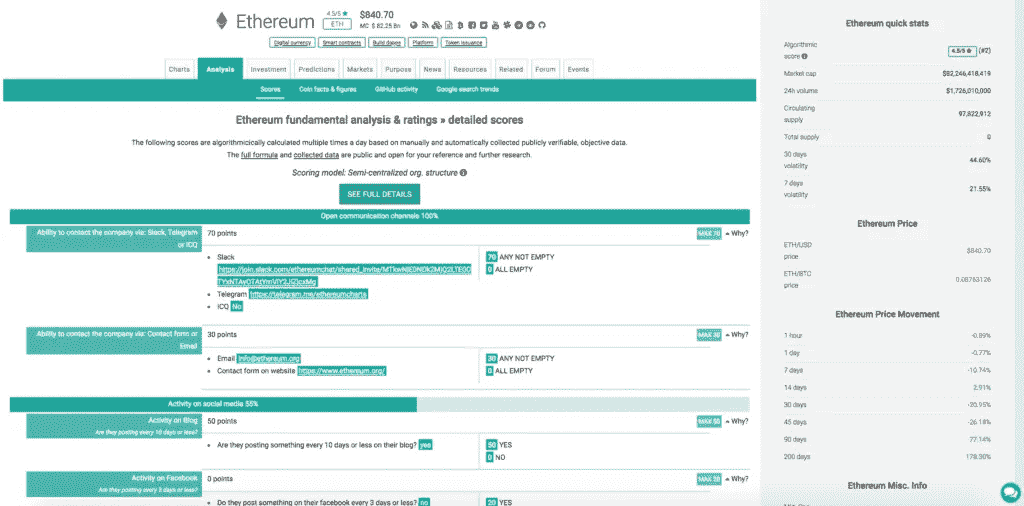 Ethereum
4.5/5 ★
ETH
$840.70
MC: $ 82.25 Bn
Digital currency
Smart contracts
Build dapps
Platform
Token issuance
Charts
Analysis
Investment
Predictions
Markets
Purpose
News
Resources
Related
Forum
Events
Scores
Coin facts & figures
GitHub activity
Google search trends
Ethereum fundamental analysis & ratings » detailed scores
The following scores are algorithmicically calculated multiple times a day based on manually and automatically collected publicly verifiable, objective data.
The full formula and collected data are public and open for your reference and further research.
Scoring model: Semi-centralized org. structure
SEE FULL DETAILS
Open communication channels 100%
Ability to contact the company via: Slack, Telegram
or ICQ
70 points
MAX 70
Why?
Slack
https://join.slack.com/ethereumchat/shared_invite/
Telegram https://telegram.me/ethereumcharts
ICQ No
70 ANY NOT EMPTY
0 ALL EMPTY
Ability to contact the company via: Contact form or
Email
30 points
MAX 30
Why?
Email info@ethereum.org
Contact form on website https://www.ethereum.org/
30 ANY NOT EMPTY
0 ALL EMPTY
Activity on social media 55%
Activity on Blog
Are they posting every 10 days or less?
50 points
MAX 50
Why?
Are they posting something every 10 days or less on their blog? yes
50 YES
0 NO
Activity on Facebook
Are they posting every 3 days or less?
0 points
MAX 20
Why?
Do they post something on their facebook every 3 days or less? no
20 YES
Ethereum quick stats
Algorithmic
score
4.5/5 (#2)
Market cap
$82,246,418,419
24h volume
$1,726,010,000
Circulating
supply
97,822,912
Total supply
0
30 days
volatility
44.60%
7 days
volatility
21.55%
Ethereum Price
ETH/USD
price
$840.70
ETH/BTC
price
0.08763126
Ethereum Price Movement
1 hour
-0.89%
1 day
-0.77%
7 days
-10.74%
14 days
2.91%
30 days
-20.95%
45 days
-26.18%
90 days
77.14%
200 days
178.30%
Ethereum Misc. Info